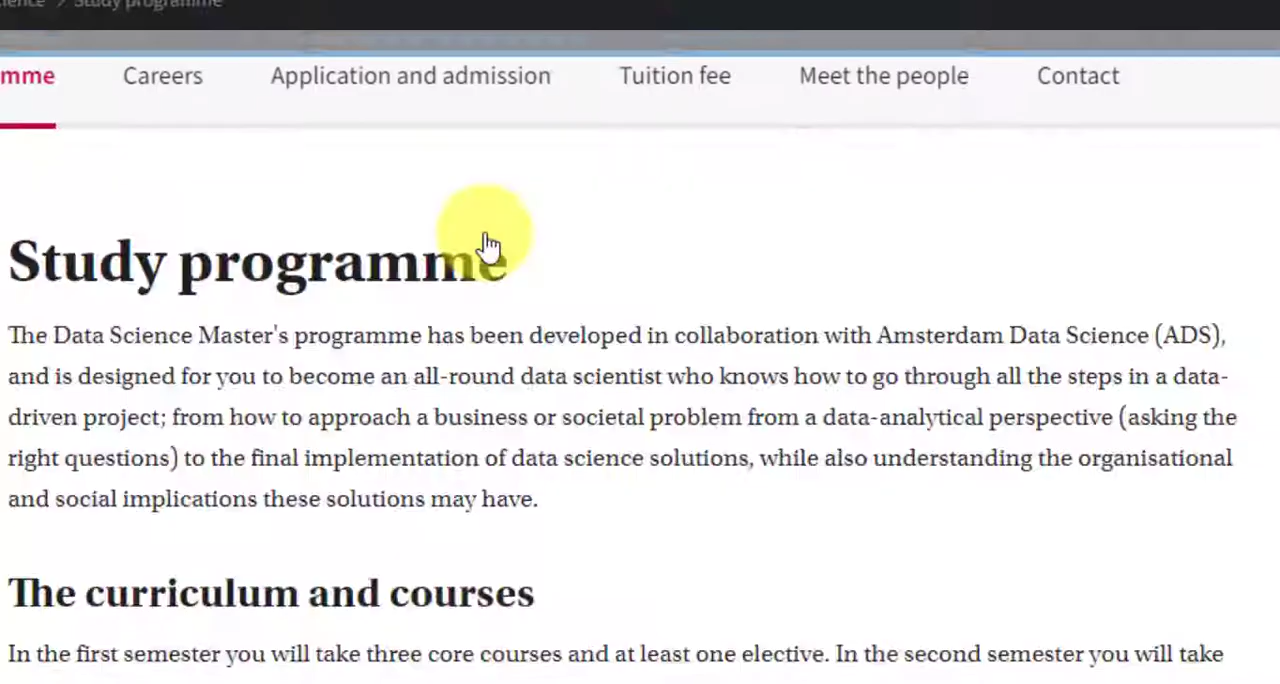 Study programme
mme Careers Application and admission Tuition fee Meet the people Contact
Study programme
The Data Science Master's programme has been developed in collaboration with Amsterdam Data Science (ADS),
and is designed for you to become an all-round data scientist who knows how to go through all the steps in a data-
driven project; from how to approach a business or societal problem from a data-analytical perspective (asking the
right questions) to the final implementation of data science solutions, while also understanding the organisational
and social implications these solutions may have.
The curriculum and courses
In the first semester you will take three core courses and at least one elective. In the second semester you will take